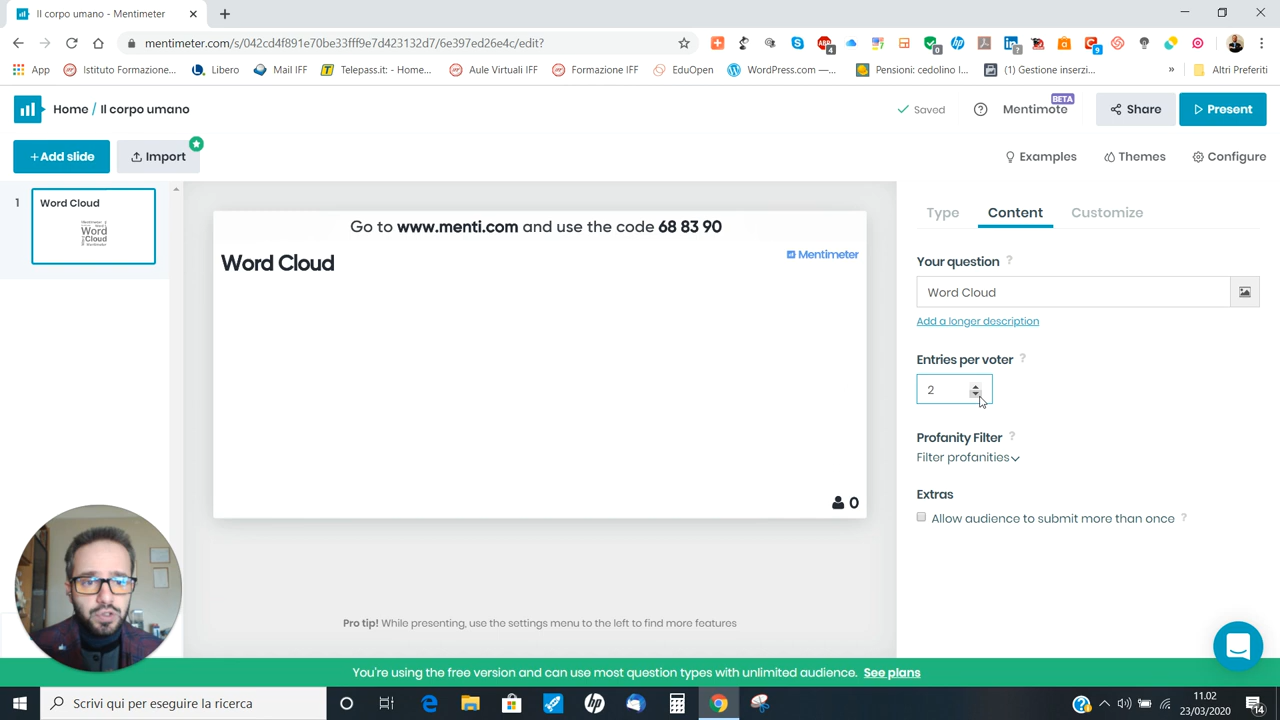 Il corpo umano - Mentimeter
mentimeter.com/s/042cd4f891e70be33fff9s7d423132d7/6e397ed26e4c/edit?
App
Istituto Formazione...
Libero
Mail IFF
Telepass.it: - Home...
Aule Virtuali IFF
Formazione IFF
EduOpen
WordPress.com —...
Pensioni: cedolino l...
(1) Gestione inserzi...
»
Altri Preferiti
Home / Il corpo umano
Saved
Mentimote
BETA
Share
Present
+Add slide
Import
Examples
Themes
Configure
1
Word Cloud
Word
Cloud
Go to www.menti.com and use the code 68 83 90
Word Cloud
Mentimeter
0
Pro tip! While presenting, use the settings menu to the left to find more features
Type
Content
Customize
Your question ?
Word Cloud
Add a longer description
Entries per voter ?
2
Profanity Filter ?
Filter profanities
Extras
Allow audience to submit more than once ?
You're using the free version and can use most question types with unlimited audience. See plans
Scrivi qui per eseguire la ricerca
11.02
23/03/2020